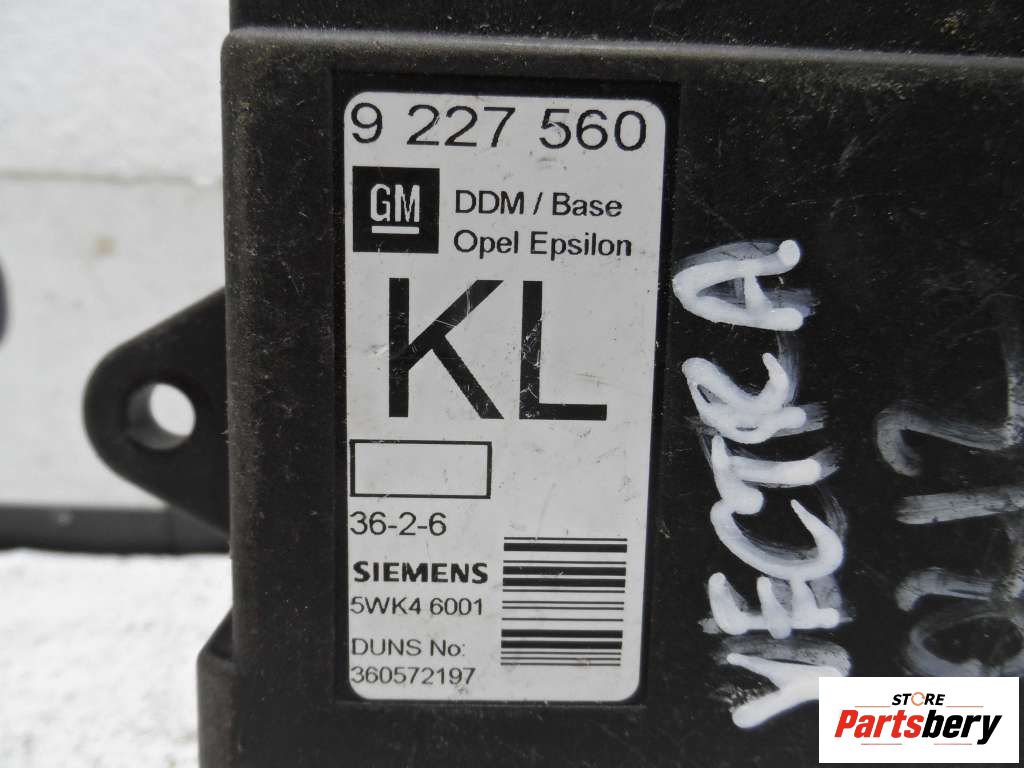 9 227 560
GM
DDM / Base
Opel Epsilon
KL
36-2-6
SIEMENS
5WK4 6001
DUNS No:
360572197
VECTRA
STORE
Partsbery